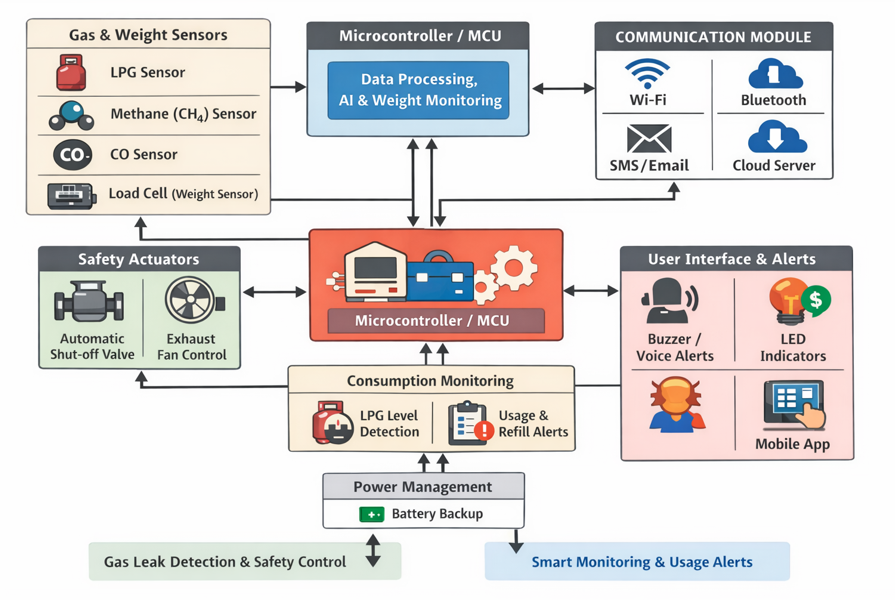 Gas & Weight Sensors
LPG Sensor
Methane (CH₄) Sensor
CO-
CO Sensor
Load Cell (Weight Sensor)
Microcontroller / MCU
Data Processing,
AI & Weight Monitoring
COMMUNICATION MODULE
Wi-Fi
Bluetooth
SMS/Email
Cloud Server
Safety Actuators
Automatic
Shut-off Valve
Exhaust
Fan Control
Microcontroller / MCU
User Interface & Alerts
Buzzer /
Voice Alerts
$
LED
Indicators
Mobile App
Consumption Monitoring
LPG Level
Detection
Usage &
Refill Alerts
Power Management
Battery Backup
Gas Leak Detection & Safety Control
Smart Monitoring & Usage Alerts